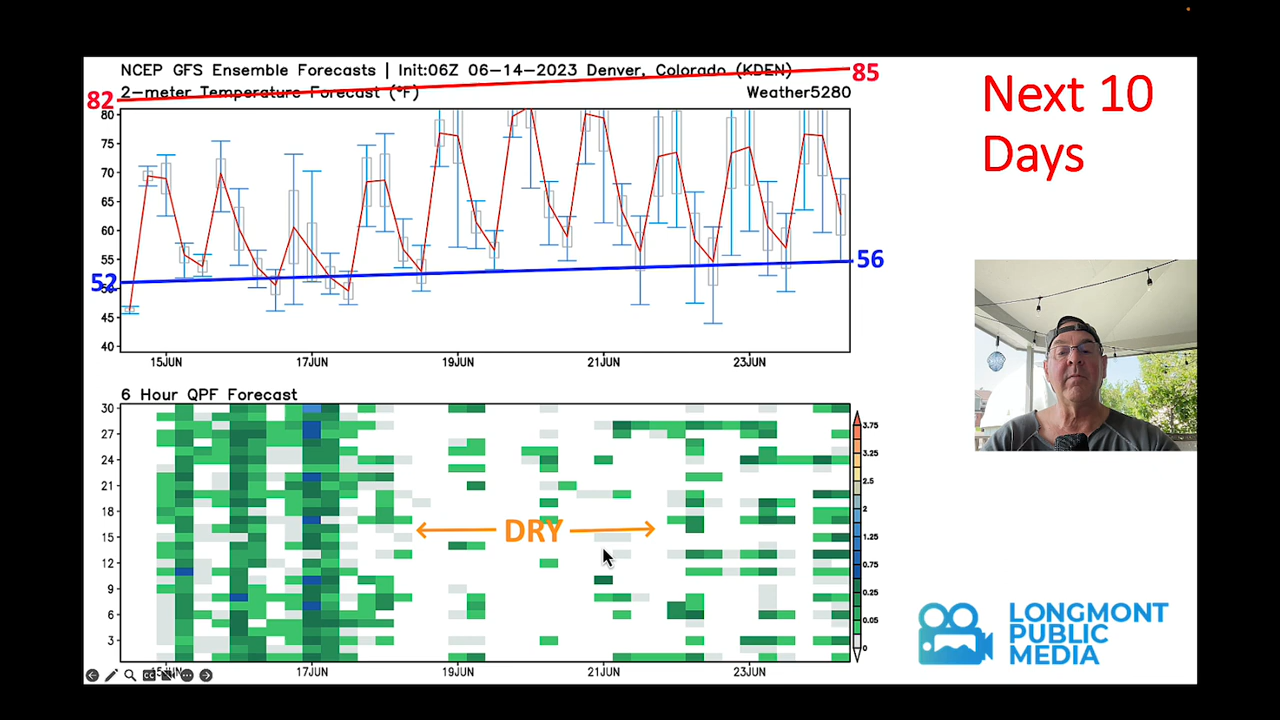 NCEP GFS Ensemble Forecasts | Init:06Z 06-14-2023 Denver, Colorado (KDEN)
2-meter Temperature Forecast (°F)
Weather5280
82
85
80
75
70
65
60
55
50
45
40
52
56
15JUN 17JUN 19JUN 21JUN 23JUN
Next 10
Days
6 Hour QPF Forecast
30
27
24
21
18
15
12
9
6
3
DRY
3.75
3.25
2.5
2
1.25
0.75
0.25
0.05
0
15JUN 17JUN 19JUN 21JUN 23JUN
CC
LONGMONT
PUBLIC
MEDIA